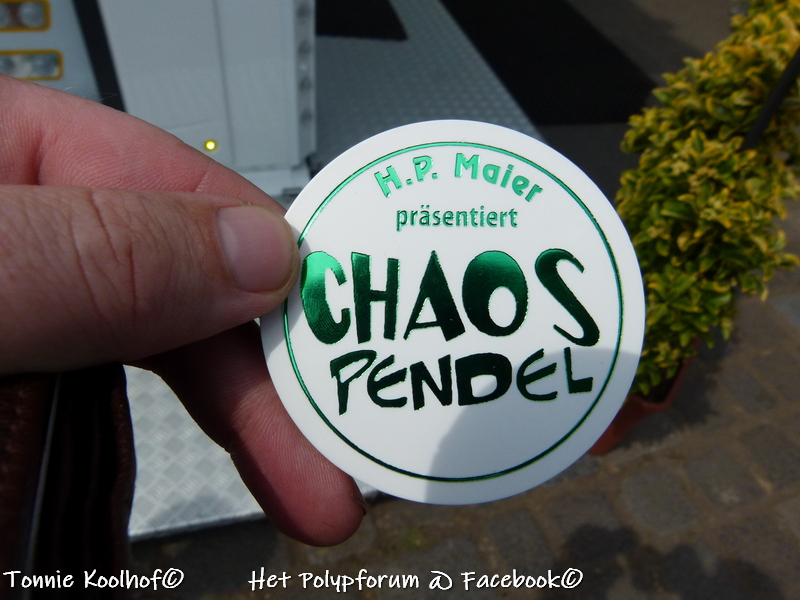 H.P. Maier
präsentiert
CHAOS
PENDEL
Tonnie Koolhof© Het Polypforum @ Facebook©